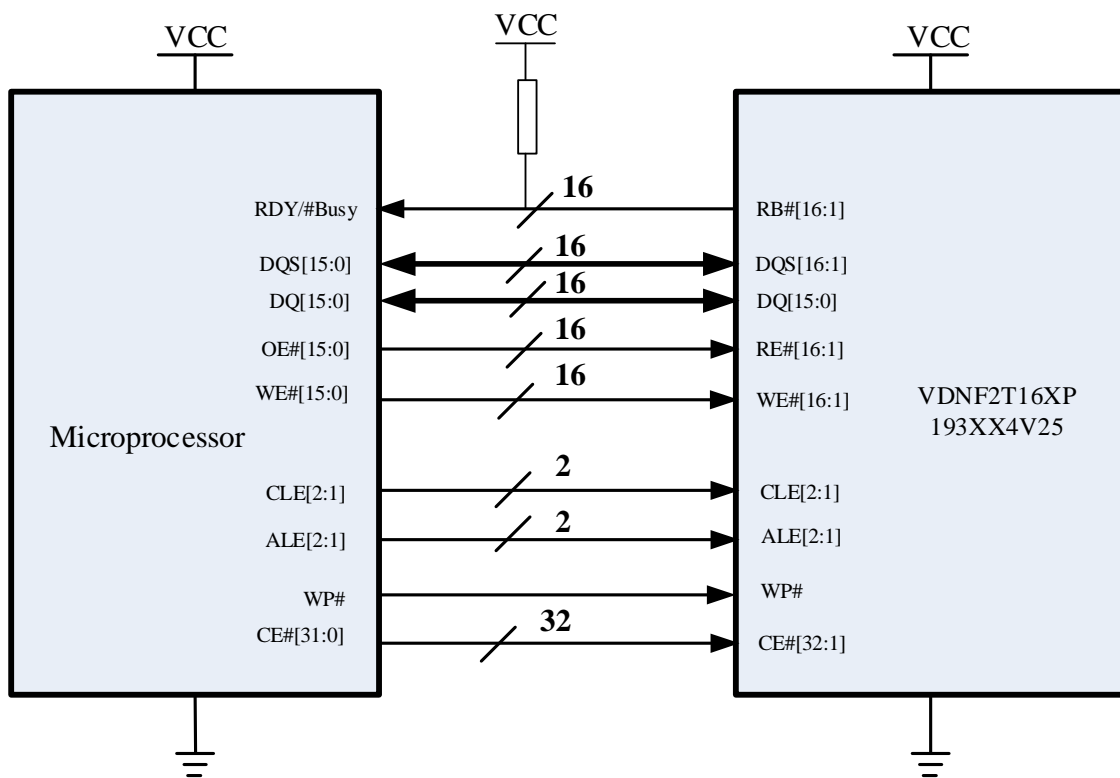 VCC
VCC
VCC
16
RDY/#Busy
RB#[16:1]
16
DQS[15:0]
DQS[16:1]
16
DQ[15:0]
DQ[15:0]
16
OE#[15:0]
RE#[16:1]
16
WE#[15:0]
WE#[16:1]
VDNF2T16XP
193XX4V25
Microprocessor
2
CLE[2:1]
CLE[2:1]
2
ALE[2:1]
ALE[2:1]
WP#
WP#
32
CE#[31:0]
CE#[32:1]